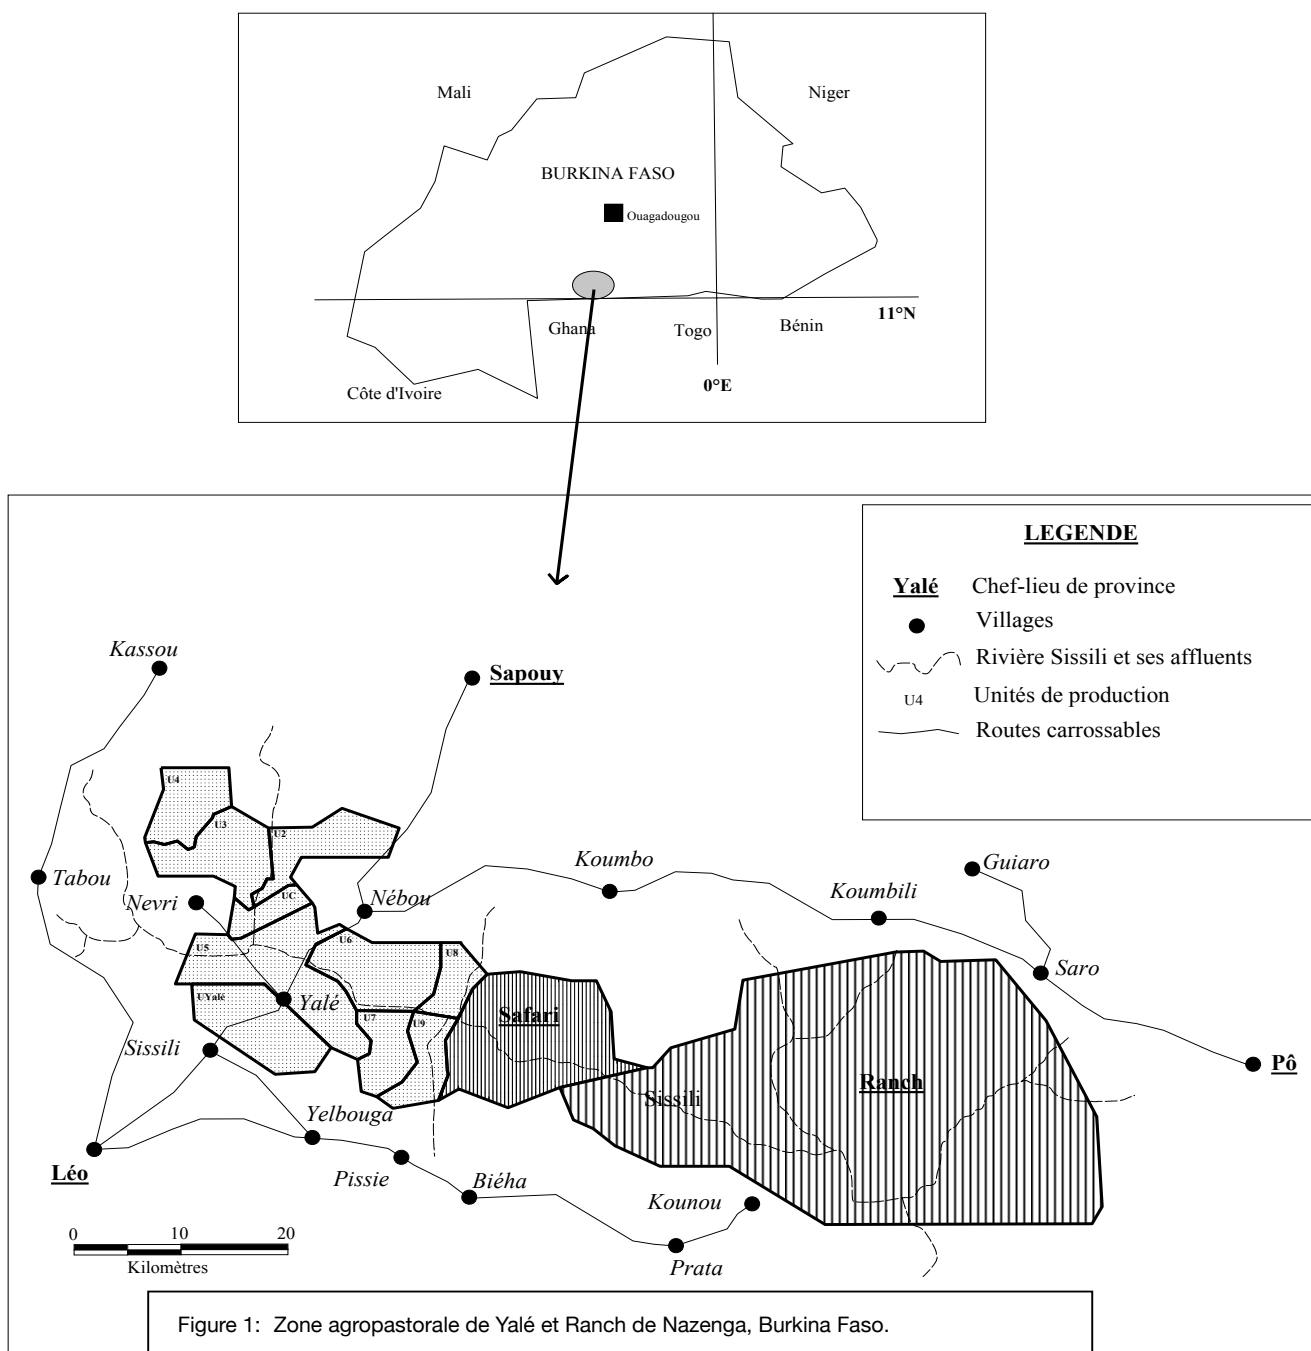 Mali
Niger
BURKINA FASO
Ouagadougou
11°N
Ghana
Togo
Bénin
0°E
Côte d'Ivoire
LEGENDE
Yalé Chef-lieu de province
Villages
Rivière Sissili et ses affluents
U4 Unités de production
Routes carrossables
Kassou
Sapouy
U4
U3
U2
Koumbo
Guiaro
Tabou
Nevri
UC
Nébou
Koumbili
U5
U6
U8
Saro
UYalé
Yalé
U7
U9
Safari
Sissili
Sissili
Ranch
Pô
Yelbouga
Léo
Pissie
Biéha
Kounou
Prata
0 10 20
Kilomètres
Figure 1: Zone agropastorale de Yalé et Ranch de Nazenga, Burkina Faso.